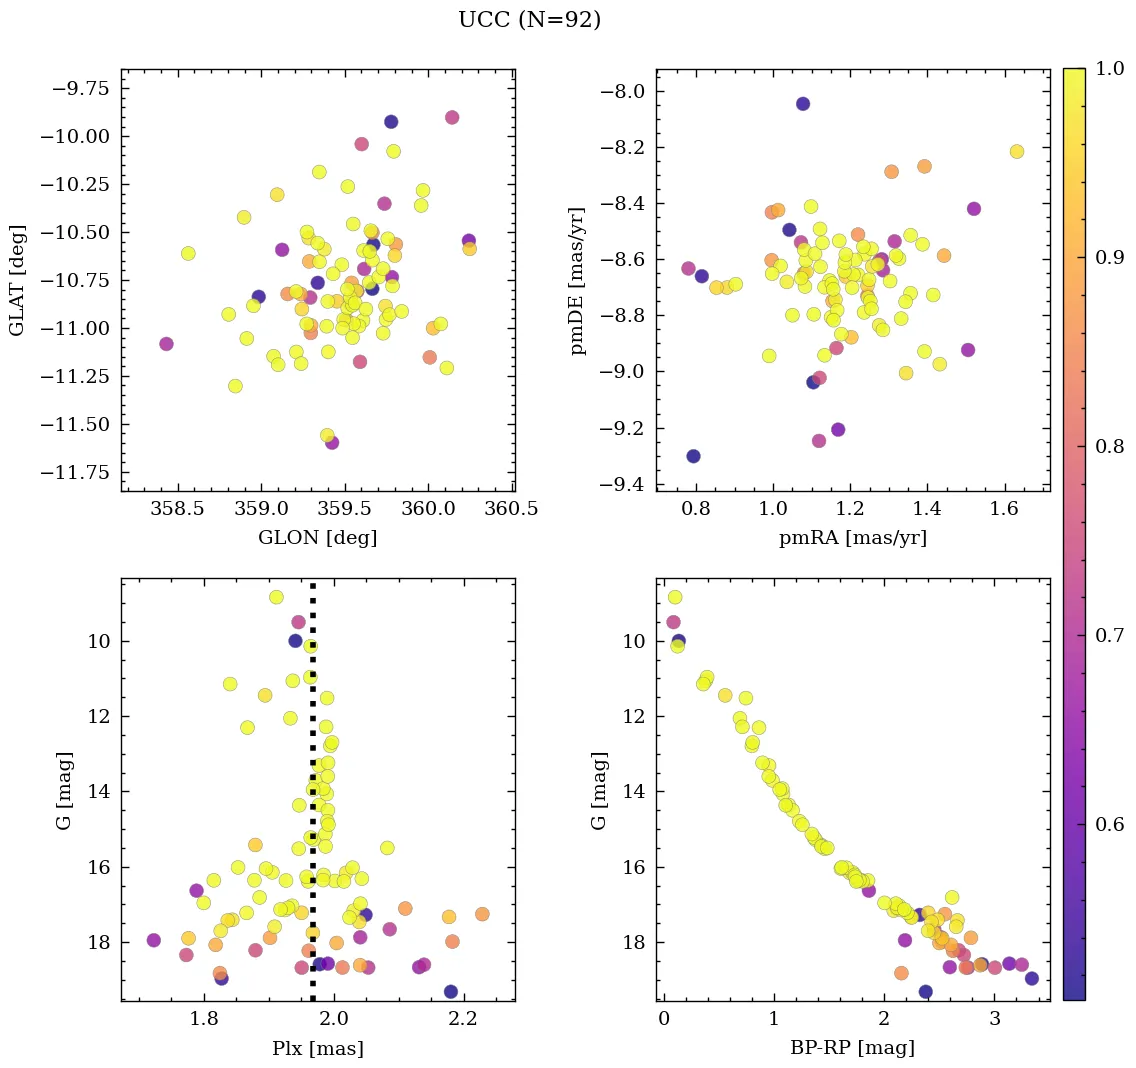 UCC (N=92)
−9.75
−10.00
−10.25
−10.50
−10.75
−11.00
−11.25
−11.50
−11.75
GLAT [deg]
358.5 359.0 359.5 360.0 360.5
GLON [deg]
−8.0
−8.2
−8.4
−8.6
−8.8
−9.0
−9.2
−9.4
pmDE [mas/yr]
0.8 1.0 1.2 1.4 1.6
pmRA [mas/yr]
10
12
14
16
18
G [mag]
1.8 2.0 2.2
Plx [mas]
10
12
14
16
18
G [mag]
0 1 2 3
BP-RP [mag]
1.0
0.9
0.8
0.7
0.6